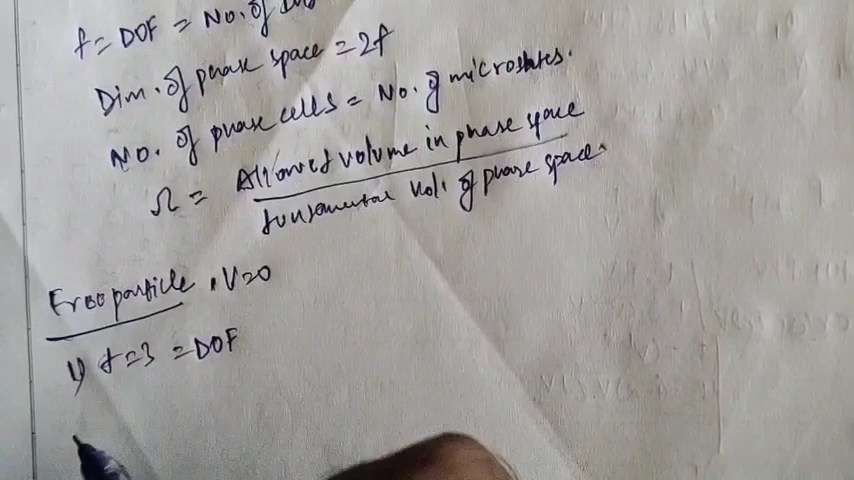 f = DOF = No. of
Dim. of phase space = 2f
No. of phase cells = No. of microstates.
Ω = Allowed volume in phase space
fundamental vol. of phase space.
Free particle, V=0
1) f=3 = DOF